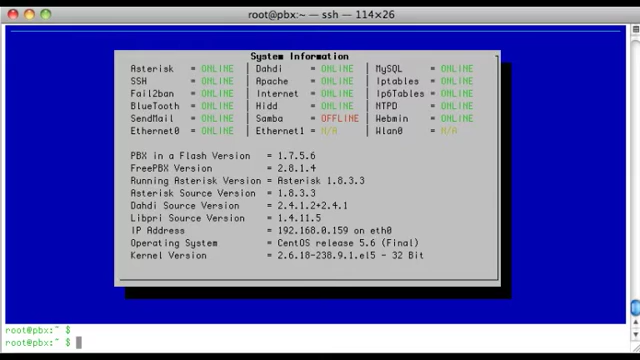 root@pbx:~ — ssh — 114×26
System Information
Asterisk = ONLINE | Dahdi = ONLINE | MySQL = ONLINE
SSH = ONLINE | Apache = ONLINE | Iptables = ONLINE
Fail2ban = ONLINE | Internet = ONLINE | Ip6Tables = ONLINE
BlueTooth = ONLINE | Hidd = ONLINE | NTPD = ONLINE
SendMail = ONLINE | Samba = OFFLINE | Webmin = ONLINE
Ethernet0 = ONLINE | Ethernet1 = N/A | Wlan0 = N/A
PBX in a Flash Version = 1.7.5.6
FreePBX Version = 2.8.1.4
Running Asterisk Version = Asterisk 1.8.3.3
Asterisk Source Version = 1.8.3.3
Dahdi Source Version = 2.4.1.2+2.4.1
Libpri Source Version = 1.4.11.5
IP Address = 192.168.0.159 on eth0
Operating System = CentOS release 5.6 (Final)
Kernel Version = 2.6.18-238.9.1.el5 - 32 Bit
root@pbx:~ $
root@pbx:~ $